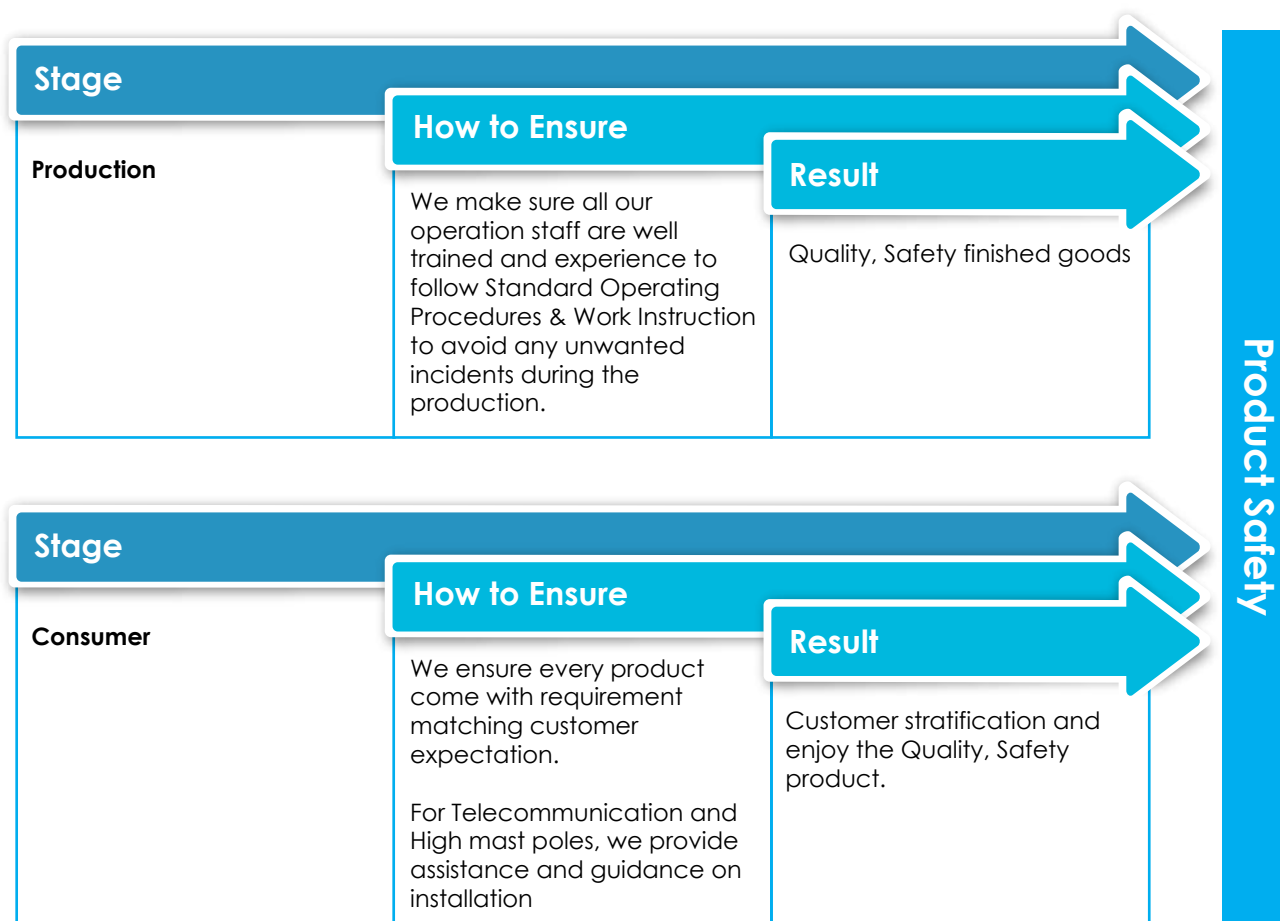 Stage
How to Ensure
Result
Production
We make sure all our
operation staff are well
trained and experience to
follow Standard Operating
Procedures & Work Instruction
to avoid any unwanted
incidents during the
production.
Quality, Safety finished goods
Stage
How to Ensure
Result
Consumer
We ensure every product
come with requirement
matching customer
expectation.
For Telecommunication and
High mast poles, we provide
assistance and guidance on
installation
Customer stratification and
enjoy the Quality, Safety
product.
Product Safety